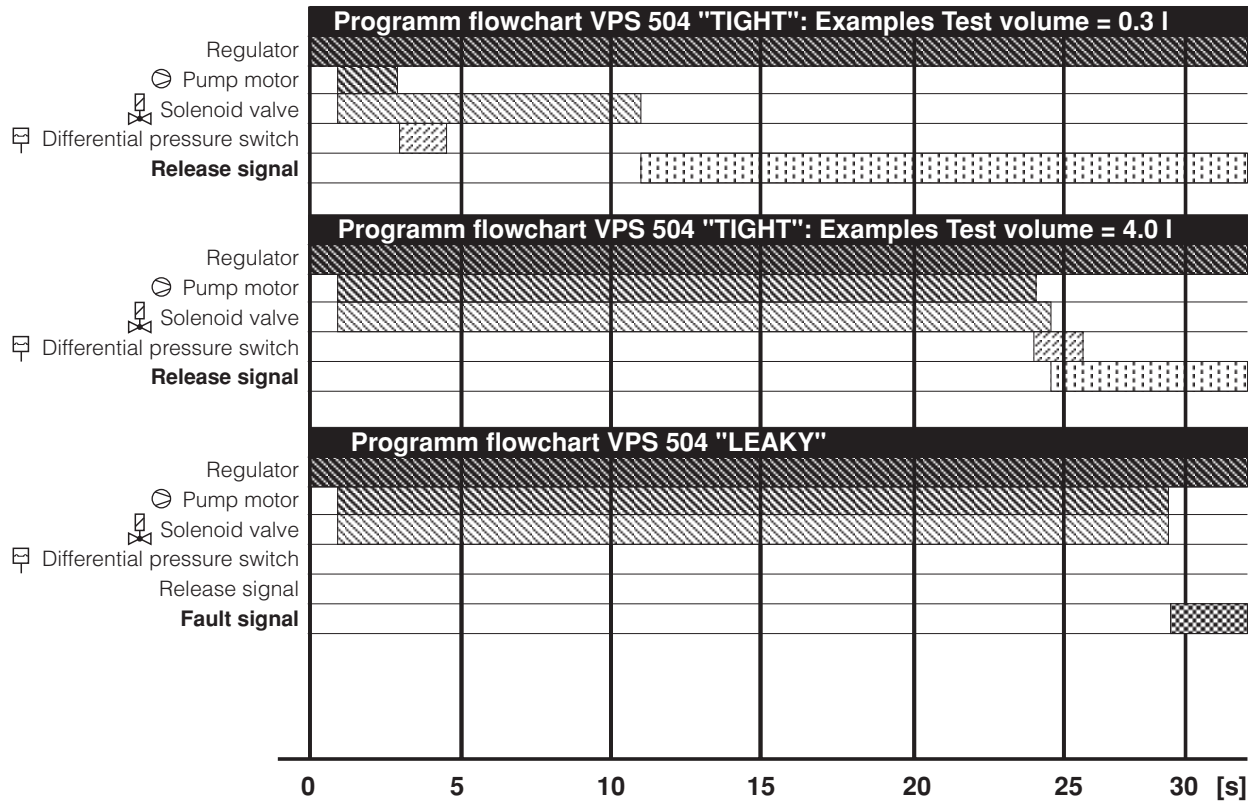 Programm flowchart VPS 504 "TIGHT": Examples Test volume = 0.3 l
Regulator
Pump motor
Solenoid valve
Differential pressure switch
Release signal
Programm flowchart VPS 504 "TIGHT": Examples Test volume = 4.0 l
Regulator
Pump motor
Solenoid valve
Differential pressure switch
Release signal
Programm flowchart VPS 504 "LEAKY"
Regulator
Pump motor
Solenoid valve
Differential pressure switch
Release signal
Fault signal
0 5 10 15 20 25 30 [s]